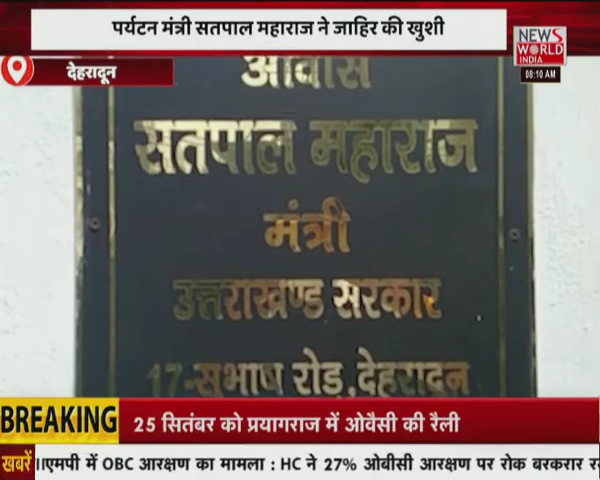 पर्यटन मंत्री सतपाल महाराज ने जाहिर की खुशी
NEWS
WORLD
INDIA
08:10 AM
देहरादून
आवास
सतपाल महाराज
मंत्री
उत्तराखण्ड सरकार
17-सुभाष रोड़,देहरादून
BREAKING
25 सितंबर को प्रयागराज में ओवैसी की रैली
खबरें
॥एमपी में OBC आरक्षण का मामला : HC ने 27% ओबीसी आरक्षण पर रोक बरकरार